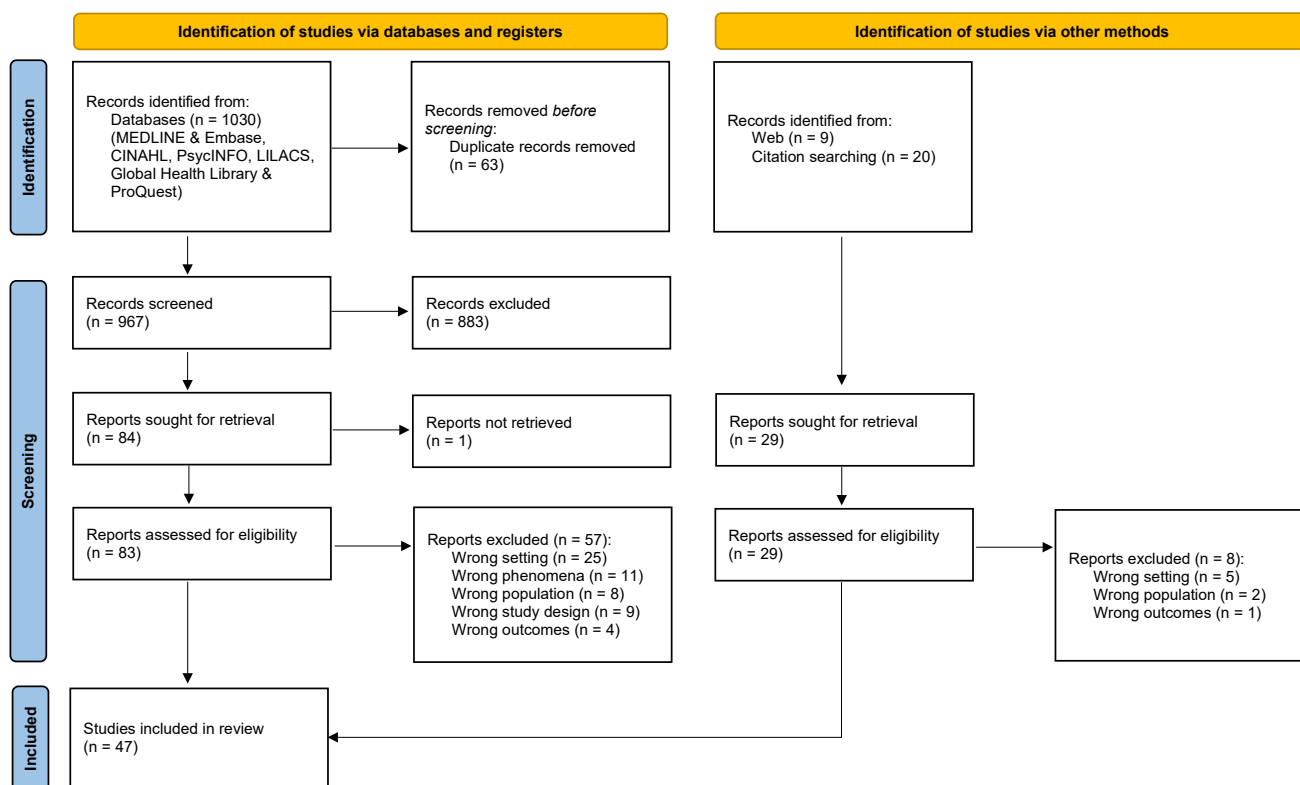 Identification of studies via databases and registers
Identification of studies via other methods
Identification
Records identified from:
Databases (n = 1030)
(MEDLINE & Embase,
CINAHL, PsycINFO, LILACS,
Global Health Library &
ProQuest)
Records removed before
screening:
Duplicate records removed
(n = 63)
Records identified from:
Web (n = 9)
Citation searching (n = 20)
Screening
Records screened
(n = 967)
Records excluded
(n = 883)
Reports sought for retrieval
(n = 84)
Reports not retrieved
(n = 1)
Reports sought for retrieval
(n = 29)
Reports assessed for eligibility
(n = 83)
Reports excluded (n = 57):
Wrong setting (n = 25)
Wrong phenomena (n = 11)
Wrong population (n = 8)
Wrong study design (n = 9)
Wrong outcomes (n = 4)
Reports assessed for eligibility
(n = 29)
Reports excluded (n = 8):
Wrong setting (n = 5)
Wrong population (n = 2)
Wrong outcomes (n = 1)
Included
Studies included in review
(n = 47)